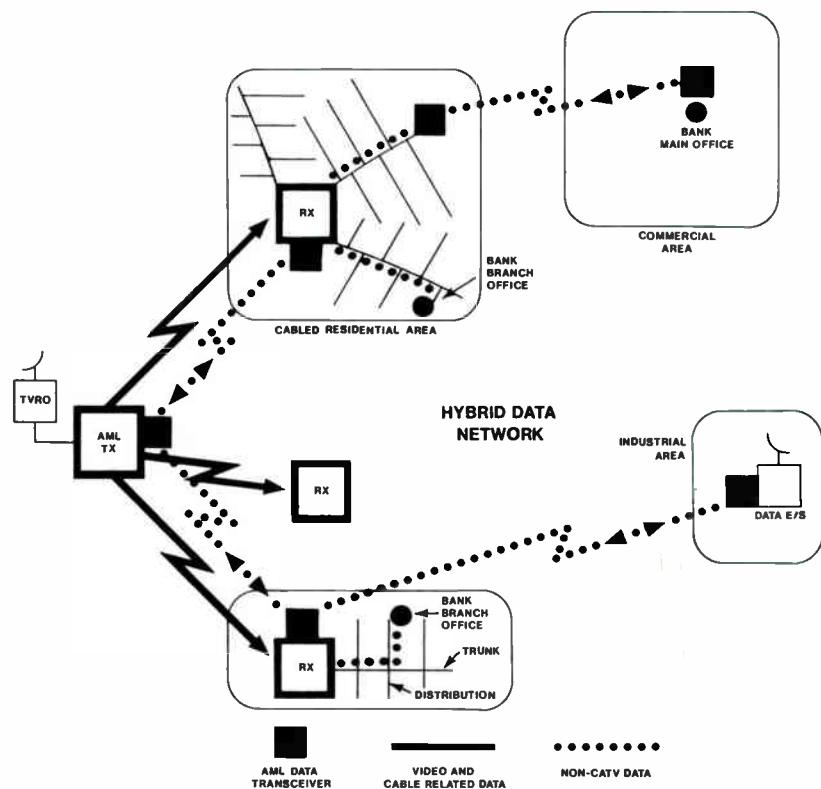 BANK
MAIN OFFICE
COMMERCIAL
AREA
RX
BANK
BRANCH
OFFICE
CABLED RESIDENTIAL AREA
TVRO
AML
TX
HYBRID DATA
NETWORK
RX
INDUSTRIAL
AREA
DATA E/S
BANK
BRANCH
OFFICE
RX
TRUNK
DISTRIBUTION
AML DATA
TRANSCEIVER
VIDEO AND
CABLE RELATED DATA
NON-CATV DATA